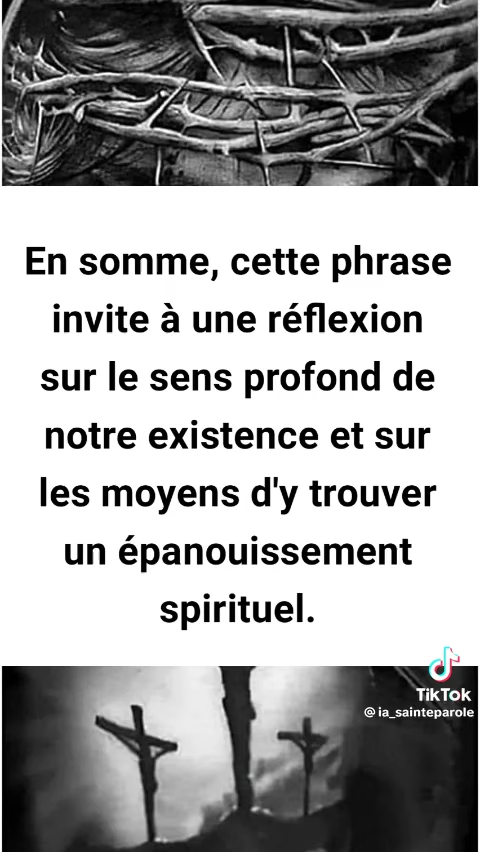 En somme, cette phrase
invite à une réflexion
sur le sens profond de
notre existence et sur
les moyens d'y trouver
un épanouissement
spirituel.
TikTok
@ia_sainteparole